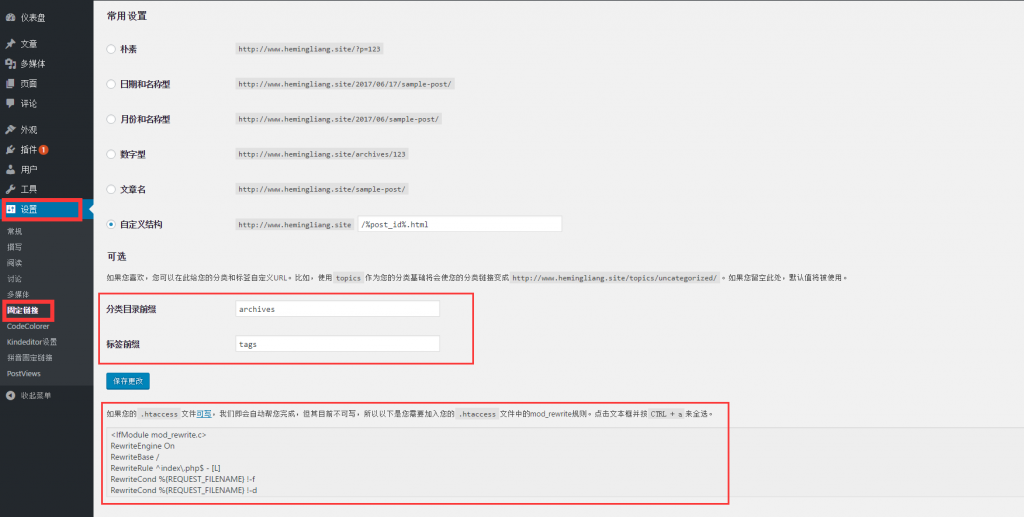 仪表盘
文章
多媒体
页面
评论
外观
插件 1
用户
工具
设置
常规
撰写
阅读
讨论
多媒体
固定链接
CodeColorer
Kindeditor设置
拼音固定链接
PostViews
收起菜单
常用设置
朴素 http://www.hemingliang.site/?p=123
日期和名称型 http://www.hemingliang.site/2017/06/17/sample-post/
月份和名称型 http://www.hemingliang.site/2017/06/sample-post/
数字型 http://www.hemingliang.site/archives/123
文章名 http://www.hemingliang.site/sample-post/
自定义结构 http://www.hemingliang.site /%post_id%.html
可选
如果您喜欢，您可以在此给您的分类和标签自定义URL。比如，使用 topics 作为您的分类基础将会使您的分类链接变成 http://www.hemingliang.site/topics/uncategorized/ 。如果您留空此处，默认值将被使用。
分类目录前缀 archives
标签前缀 tags
保存更改
如果您的 .htaccess 文件可写，我们即会自动帮您完成，但其目前不可写，所以以下是您需要加入您的 .htaccess 文件中的mod_rewrite规则。点击文本框并按 CTRL + a 来全选。
<IfModule mod_rewrite.c>
RewriteEngine On
RewriteBase /
RewriteRule ^index\.php$ - [L]
RewriteCond %{REQUEST_FILENAME} !-f
RewriteCond %{REQUEST_FILENAME} !-d